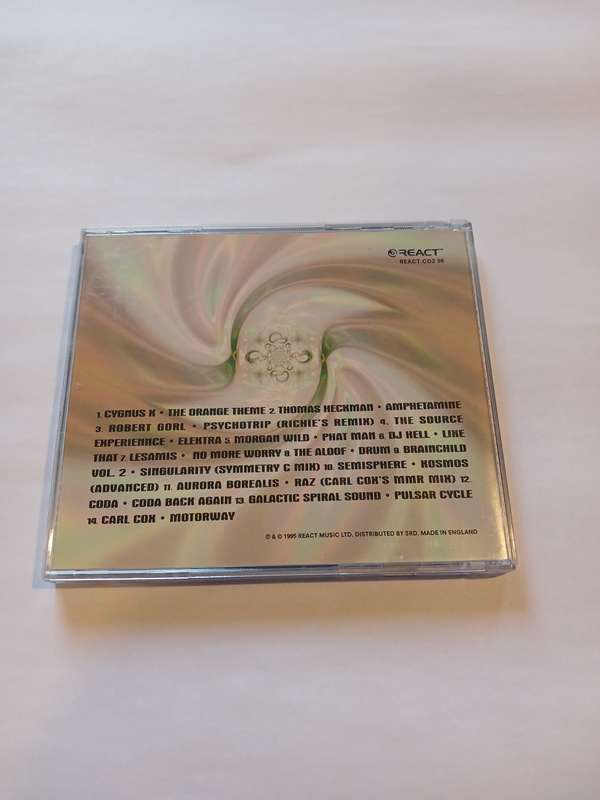 REACT™
REACT CD2 56
1. CYGNUS X • THE ORANGE THEME 2. THOMAS HECKMAN • AMPHETAMINE
3. ROBERT GORL • PSYCHOTRIP (RICHIE'S REMIX) 4. THE SOURCE
EXPERIENNCE • ELEKTRA 5. MORGAN WILD • PHAT MAN 6. DJ HELL • LIKE
THAT 7. LESAMIS • NO MORE WORRY 8. THE ALOOF • DRUM 9. BRAINCHILD
VOL. 2 • SINGULARITY (SYMMETRY C MIX) 10. SEMISPHERE • KOSMOS
(ADVANCED) 11. AURORA BOREALIS • RAZ (CARL COX'S MMR MIX) 12.
CODA • CODA BACK AGAIN 13. GALACTIC SPIRAL SOUND • PULSAR CYCLE
14. CARL COX • MOTORWAY
℗ & © 1995 REACT MUSIC LTD. DISTRIBUTED BY SRD. MADE IN ENGLAND